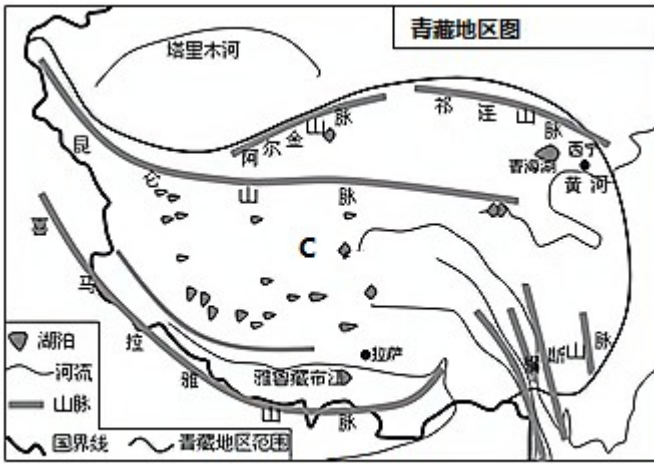 青藏地区图
塔里木河
阿尔金山脉
祁连山脉
昆仑山脉
青海湖
西宁
黄河
C
喜马拉雅山脉
拉萨
雅鲁藏布江
横断山脉
湖泊
河流
山脉
国界线
青藏地区范围